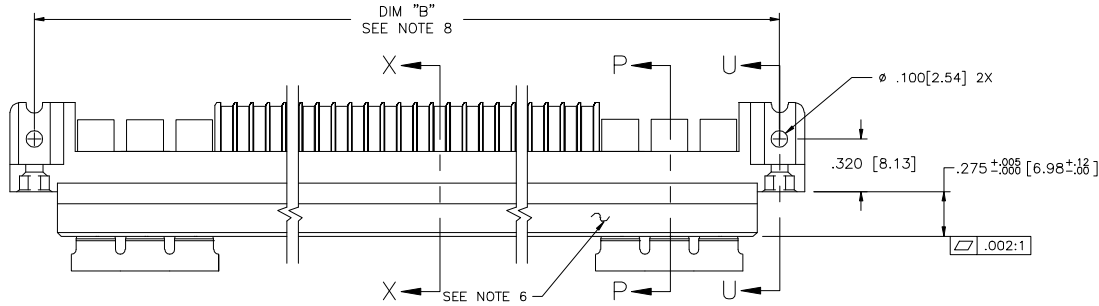 DIM "B"
SEE NOTE 8
X P U
ø .100[2.54] 2X
.320 [8.13]
.275 +.005 -.000 [6.98 +.12 -.00]
.002:1
X SEE NOTE 6 P U